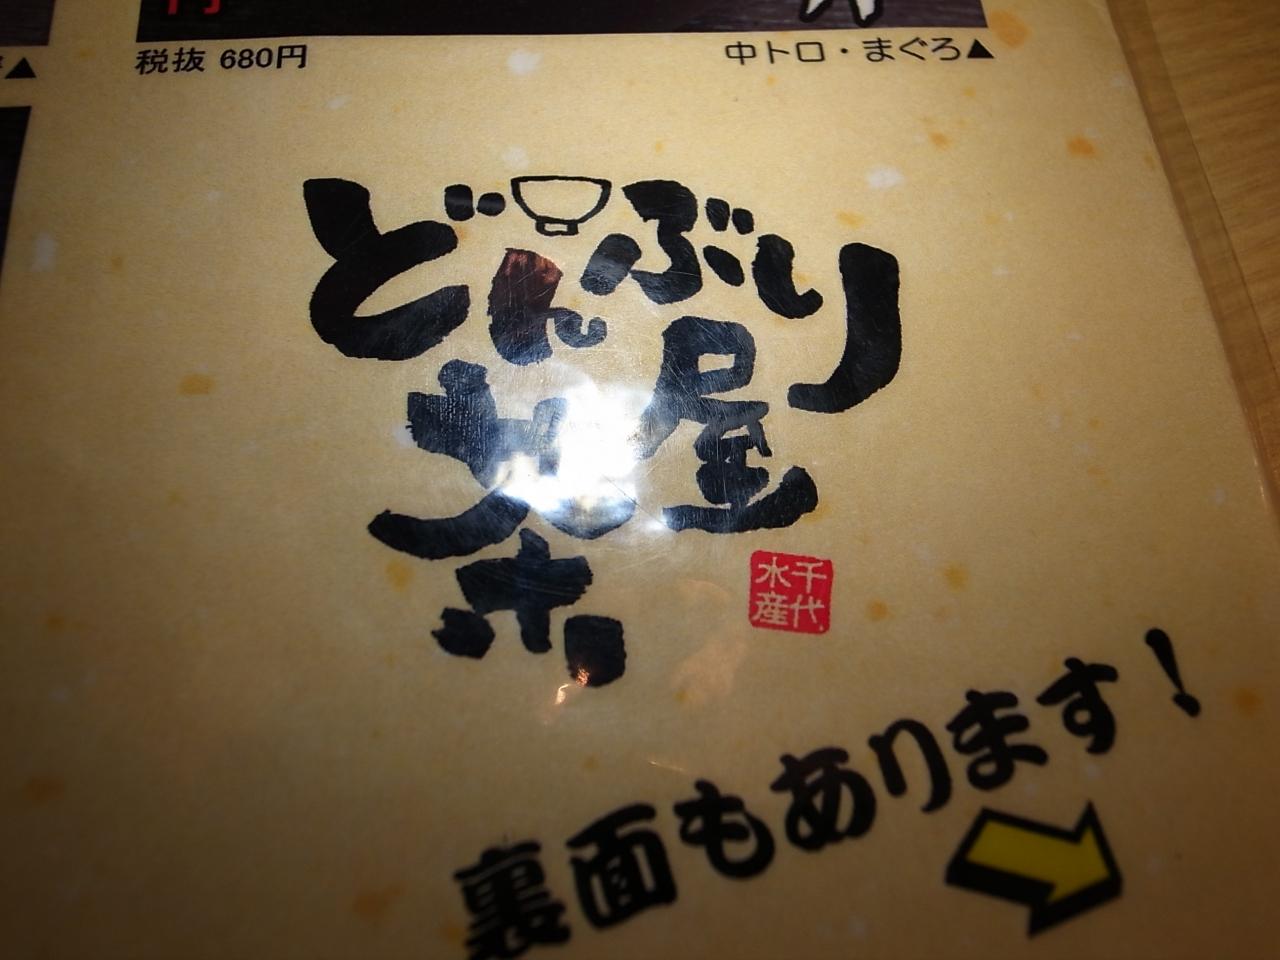 円
税抜 680円
中トロ・まぐろ▲
▲
どんぶり
屋
千代
水産
裏面もあります！